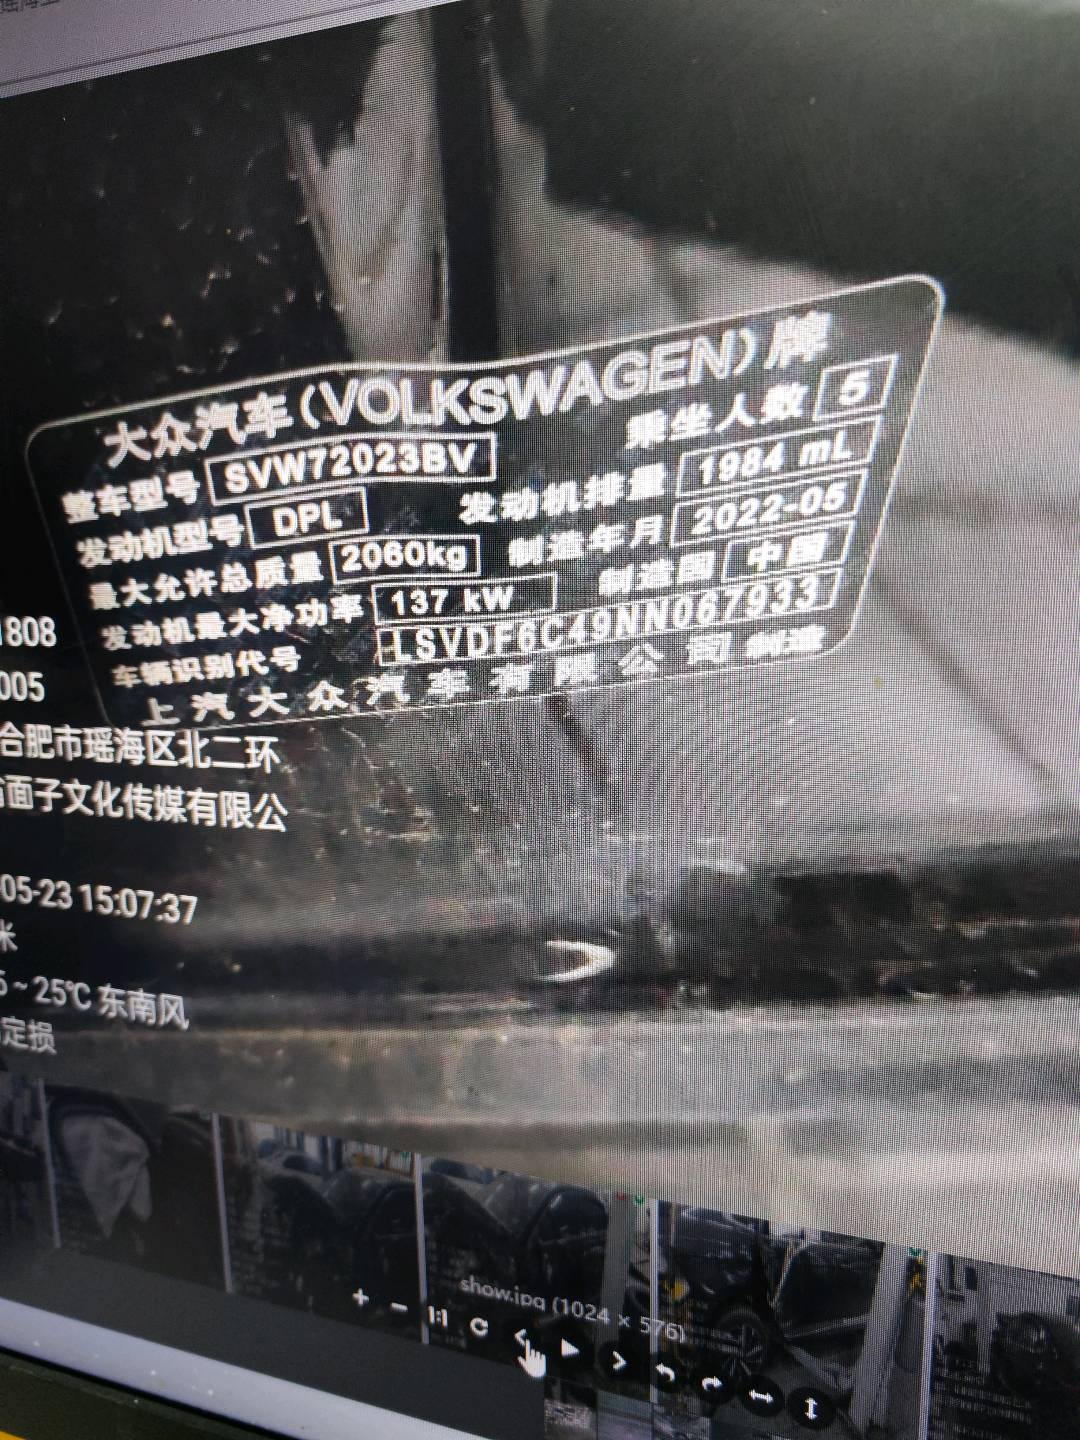 大众汽车(VOLKSWAGEN)牌
整车型号 SVW72023BV 乘坐人数 5
发动机型号 DPL 发动机排量 1984 mL
最大允许总质量 2060kg 制造年月 2022-05
发动机最大净功率 137 kW 制造国 中国
车辆识别代号 LSVDF6C49NN067933
上汽大众汽车有限公司 制造
1808
005
合肥市瑶海区北二环
面子文化传媒有限公
05-23 15:07:37
米
~ 25℃ 东南风
定损
show.jpg (1024 × 576)
1:1